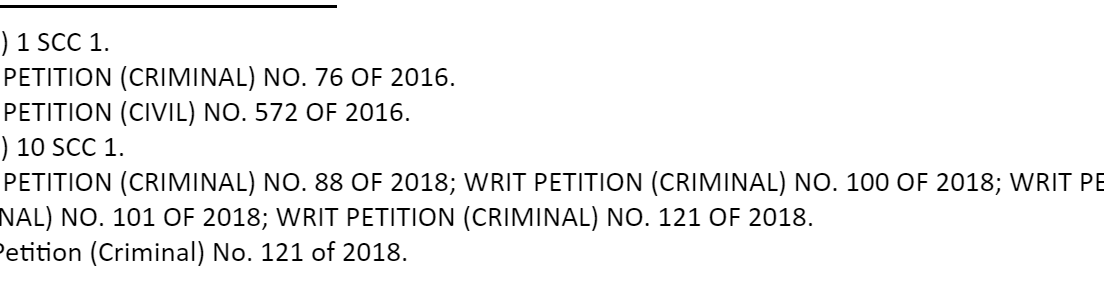 ) 1 SCC 1.
PETITION (CRIMINAL) NO. 76 OF 2016.
PETITION (CIVIL) NO. 572 OF 2016.
) 10 SCC 1.
PETITION (CRIMINAL) NO. 88 OF 2018; WRIT PETITION (CRIMINAL) NO. 100 OF 2018; WRIT PE
NAL) NO. 101 OF 2018; WRIT PETITION (CRIMINAL) NO. 121 OF 2018.
Petition (Criminal) No. 121 of 2018.